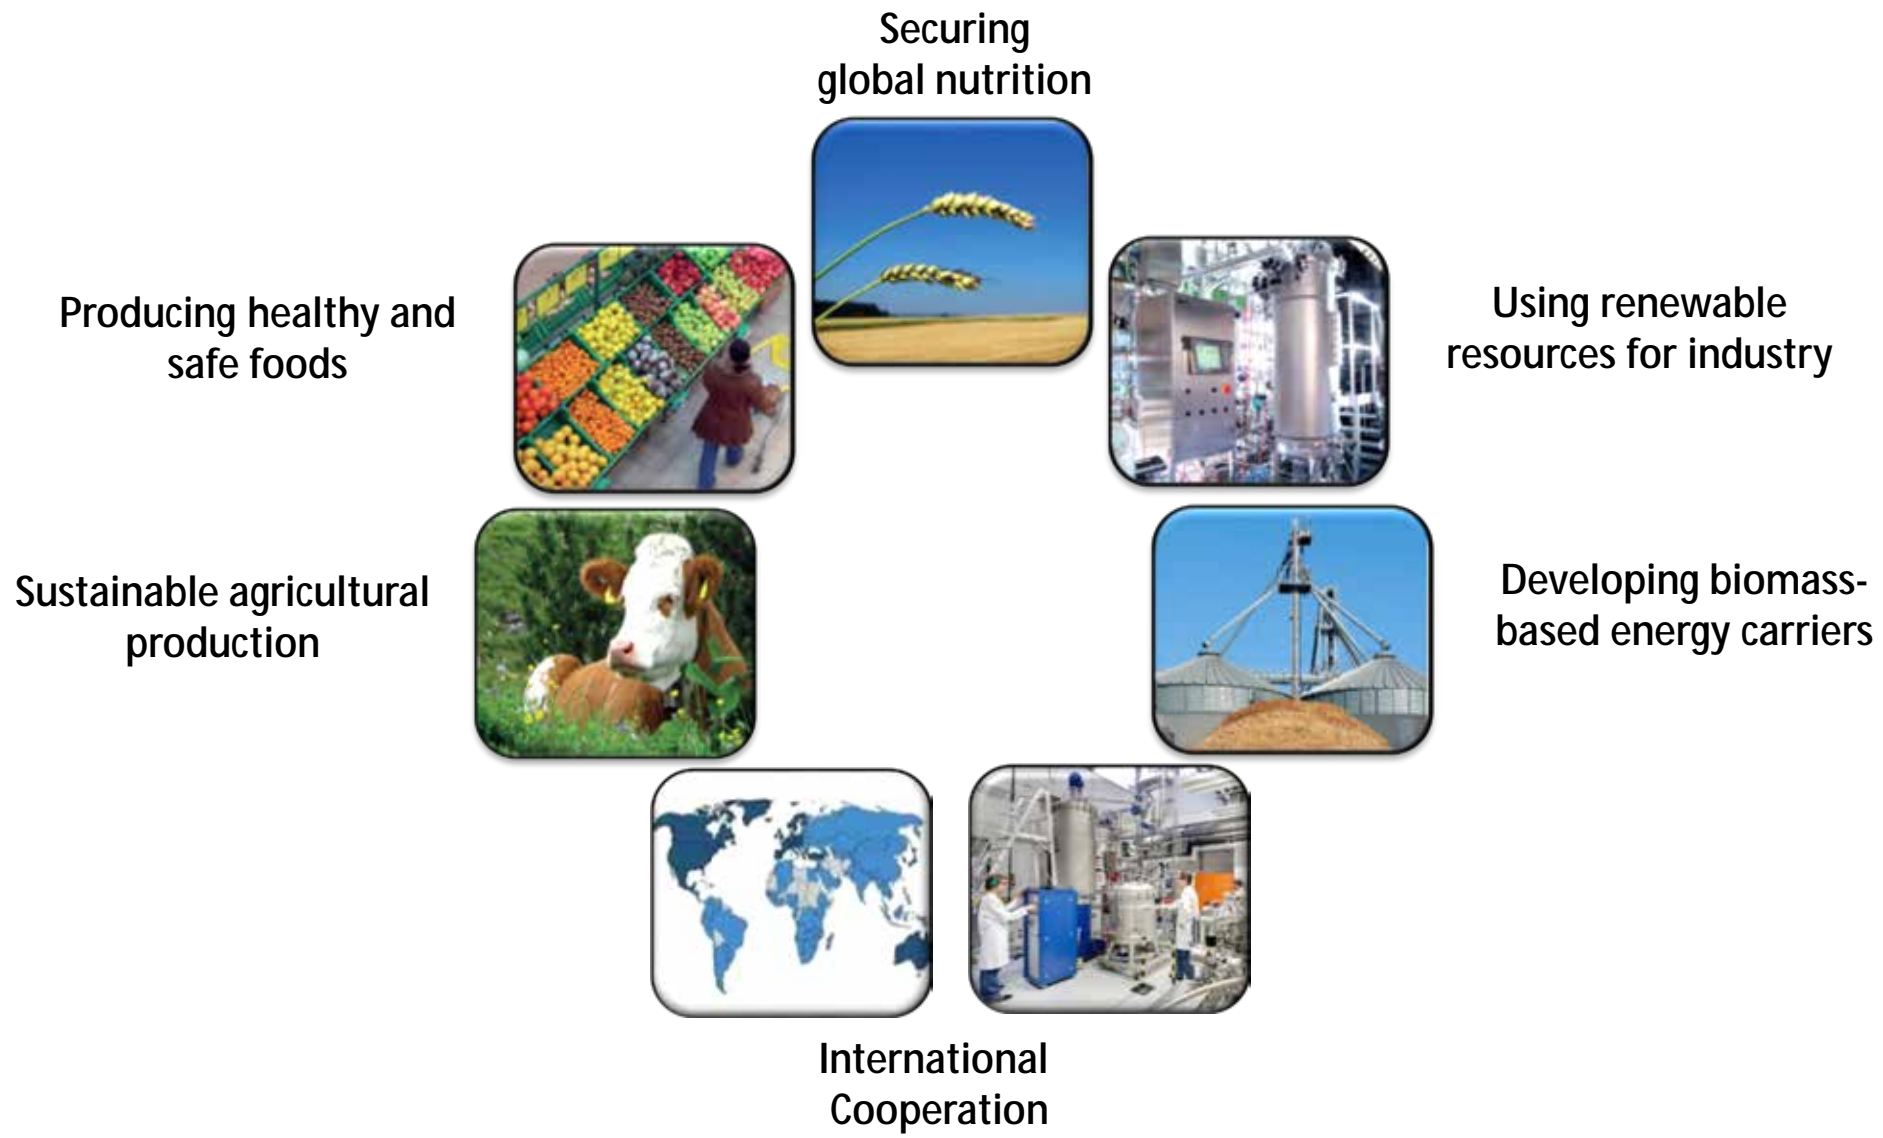 Securing
global nutrition
Producing healthy and
safe foods
Using renewable
resources for industry
Sustainable agricultural
production
Developing biomass-
based energy carriers
International
Cooperation